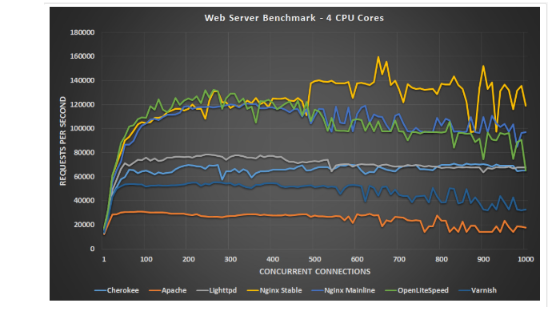 Web Server Benchmark - 4 CPU Cores
180000
160000
140000
120000
100000
80000
60000
40000
20000
0
REQUESTS PER SECOND
1 100 200 300 400 500 600 700 800 900 1000
CONCURRENT CONNECTIONS
Cherokee Apache Lighttpd Nginx Stable Nginx Mainline OpenLiteSpeed Varnish